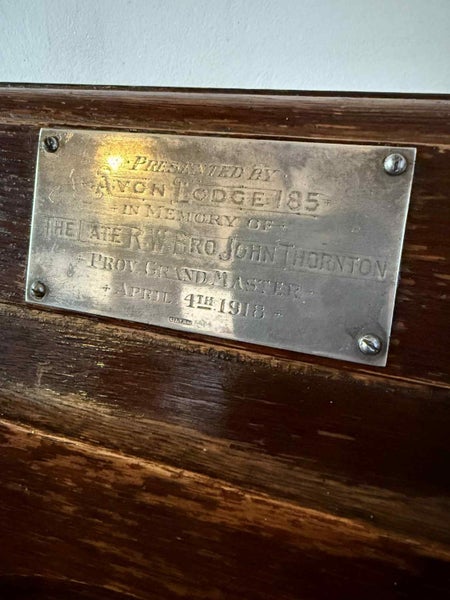 PRESENTED BY
AVON LODGE 185
IN MEMORY OF
THE LATE R.W. BRO JOHN THORNTON
PROV. GRAND MASTER
APRIL 4TH 1918